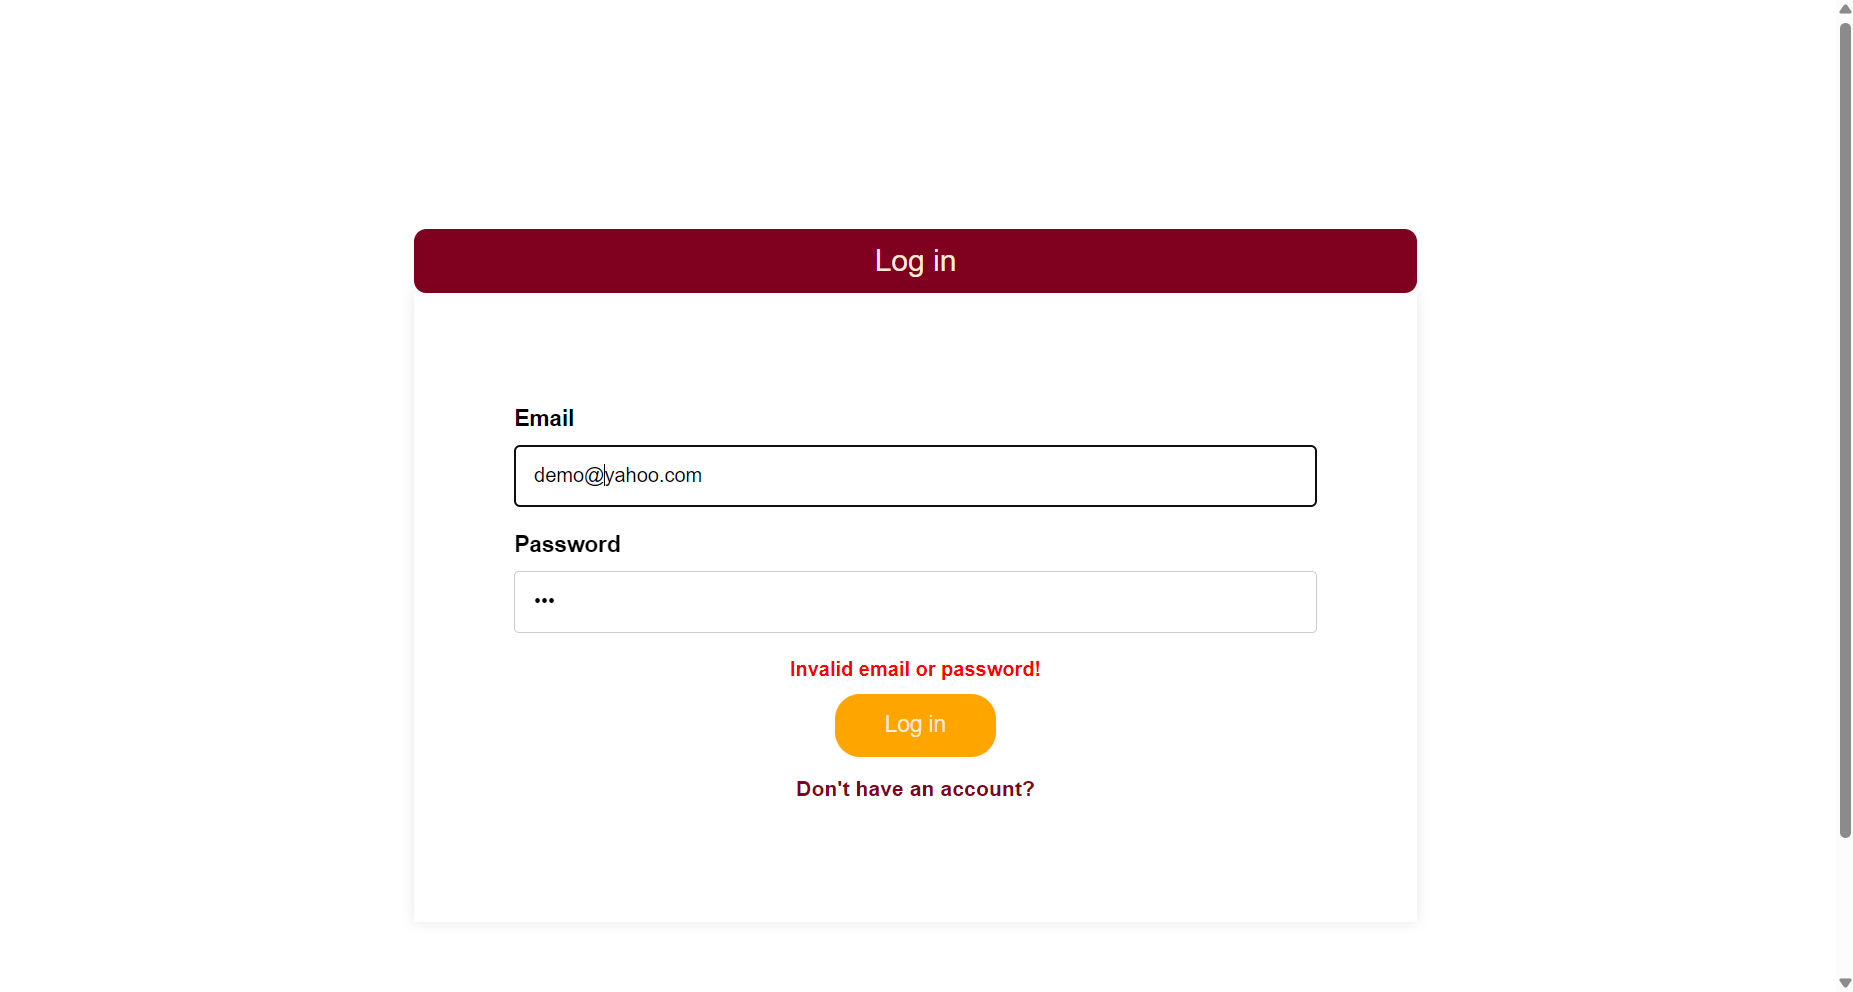 Log in
Email
demo@yahoo.com
Password
•••
Invalid email or password!
Log in
Don't have an account?